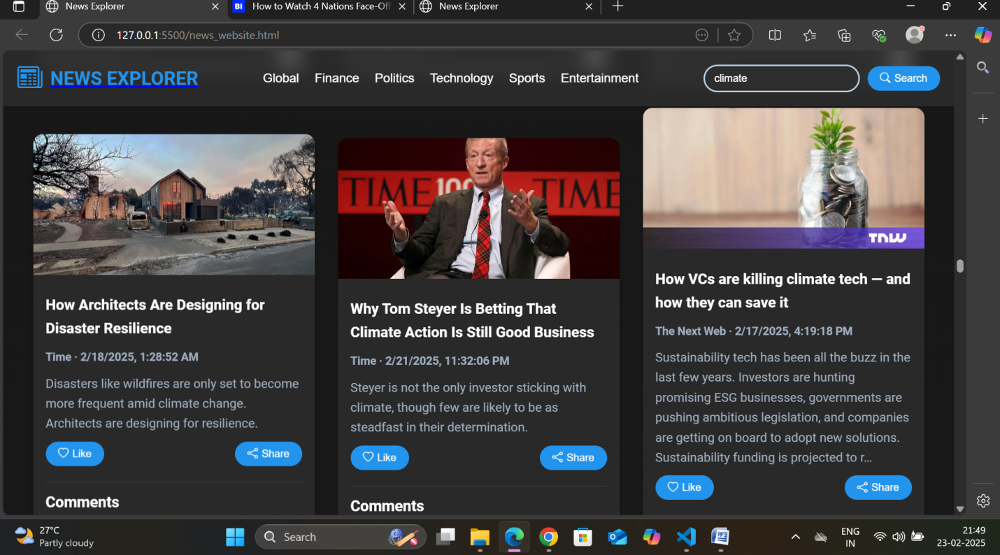 News Explorer
BI How to Watch 4 Nations Face-Off
News Explorer
127.0.0.1:5500/news_website.html
NEWS EXPLORER
Global Finance Politics Technology Sports Entertainment
climate
Search
TIME 100 TIME
TNW
How Architects Are Designing for
Disaster Resilience
Time · 2/18/2025, 1:28:52 AM
Disasters like wildfires are only set to become
more frequent amid climate change.
Architects are designing for resilience.
Like Share
Comments
Why Tom Steyer Is Betting That
Climate Action Is Still Good Business
Time · 2/21/2025, 11:32:06 PM
Steyer is not the only investor sticking with
climate, though few are likely to be as
steadfast in their determination.
Like Share
Comments
How VCs are killing climate tech — and
how they can save it
The Next Web · 2/17/2025, 4:19:18 PM
Sustainability tech has been all the buzz in the
last few years. Investors are hunting
promising ESG businesses, governments are
pushing ambitious legislation, and companies
are getting on board to adopt new solutions.
Sustainability funding is projected to r…
Like Share
27°C
Partly cloudy
Search
ENG
IN
21:49
23-02-2025